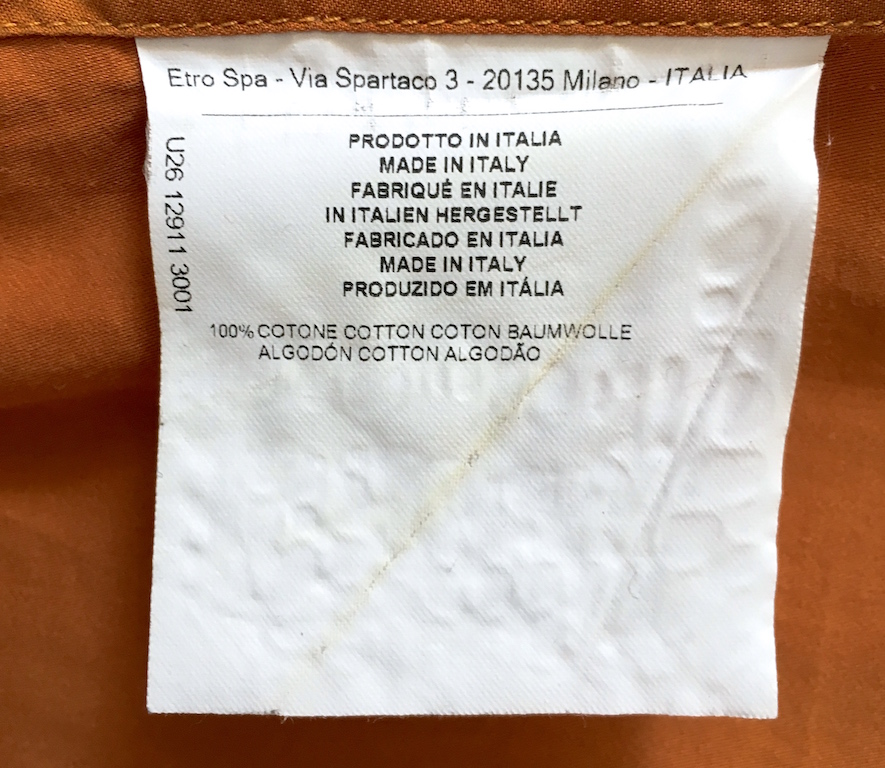 Etro Spa - Via Spartaco 3 - 20135 Milano - ITALIA
U26 12911 3001
PRODOTTO IN ITALIA
MADE IN ITALY
FABRIQUÉ EN ITALIE
IN ITALIEN HERGESTELLT
FABRICADO EN ITALIA
MADE IN ITALY
PRODUZIDO EM ITÁLIA
100% COTONE COTTON COTON BAUMWOLLE
ALGODÓN COTTON ALGODÃO